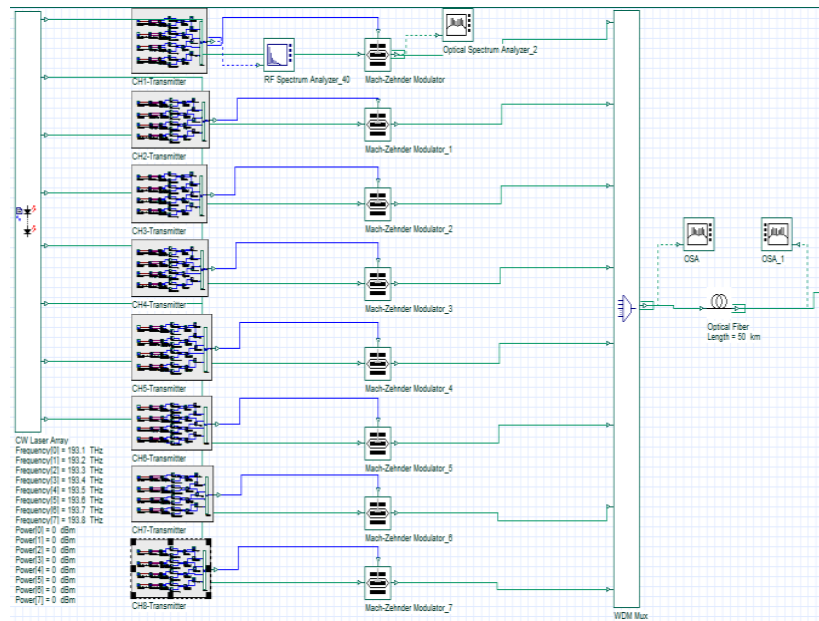 Optical Spectrum Analyzer_2
CH1-Transmitter
RF Spectrum Analyzer_40
Mach-Zehnder Modulator
CH2-Transmitter
Mach-Zehnder Modulator_1
CH3-Transmitter
Mach-Zehnder Modulator_2
OSA
OSA_1
CH4-Transmitter
Mach-Zehnder Modulator_3
Optical Fiber
Length = 50 km
CH5-Transmitter
Mach-Zehnder Modulator_4
CW Laser Array
Frequency[0] = 193.1 THz
Frequency[1] = 193.2 THz
Frequency[2] = 193.3 THz
Frequency[3] = 193.4 THz
Frequency[4] = 193.5 THz
Frequency[5] = 193.6 THz
Frequency[6] = 193.7 THz
Frequency[7] = 193.8 THz
Power[0] = 0 dBm
Power[1] = 0 dBm
Power[2] = 0 dBm
Power[3] = 0 dBm
Power[4] = 0 dBm
Power[5] = 0 dBm
Power[6] = 0 dBm
Power[7] = 0 dBm
CH6-Transmitter
Mach-Zehnder Modulator_5
CH7-Transmitter
Mach-Zehnder Modulator_6
CH8-Transmitter
Mach-Zehnder Modulator_7
WDM Mux